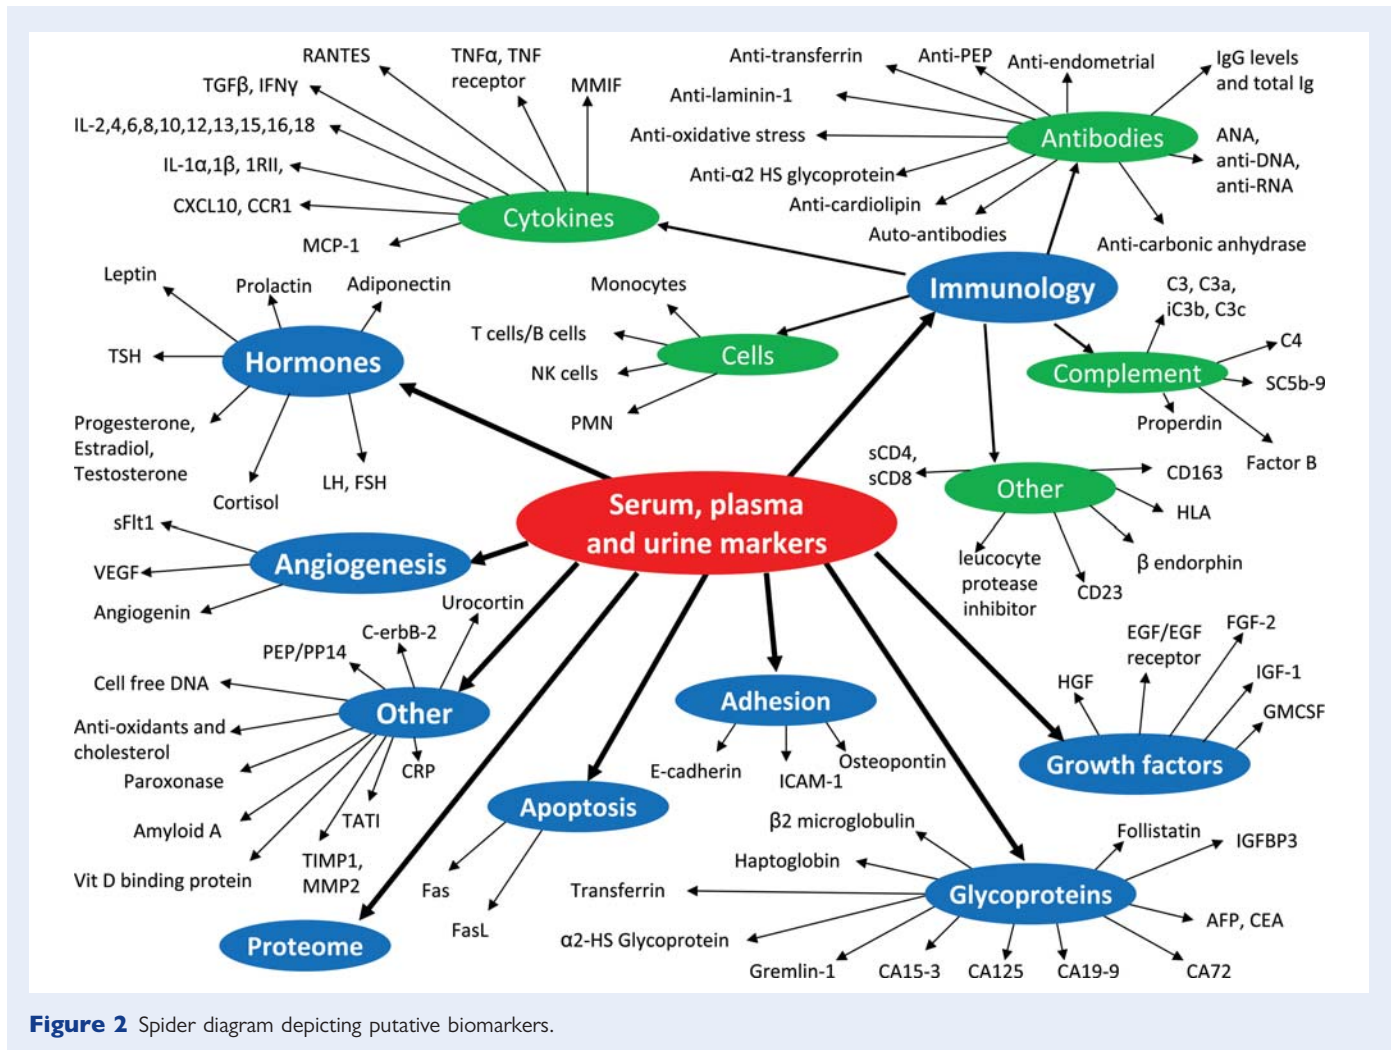 RANTES
TNFα, TNF
receptor
TGFβ, IFNγ
MMIF
IL-2,4,6,8,10,12,13,15,16,18
IL-1α,1β, 1RII,
CXCL10, CCR1
MCP-1
Cytokines
Anti-transferrin
Anti-PEP
Anti-endometrial
IgG levels
and total Ig
Anti-laminin-1
Anti-oxidative stress
Antibodies
ANA,
anti-DNA,
anti-RNA
Anti-α2 HS glycoprotein
Anti-cardiolipin
Auto-antibodies
Anti-carbonic anhydrase
Immunology
Leptin
Prolactin
Adiponectin
TSH
Hormones
Progesterone,
Estradiol,
Testosterone
Cortisol
LH, FSH
Monocytes
T cells/B cells
NK cells
PMN
Cells
C3, C3a,
iC3b, C3c
C4
Complement
SC5b-9
Properdin
Factor B
sCD4,
sCD8
Other
CD163
HLA
β endorphin
CD23
leucocyte
protease
inhibitor
Serum, plasma
and urine markers
sFlt1
VEGF
Angiogenin
Angiogenesis
Urocortin
C-erbB-2
PEP/PP14
Cell free DNA
Other
Anti-oxidants and
cholesterol
Paroxonase
Amyloid A
Vit D binding protein
TIMP1,
MMP2
TATI
CRP
Adhesion
E-cadherin
ICAM-1
Osteopontin
HGF
EGF/EGF
receptor
FGF-2
IGF-1
GMCSF
Growth factors
Apoptosis
Fas
FasL
Proteome
β2 microglobulin
Haptoglobin
Transferrin
α2-HS Glycoprotein
Gremlin-1
CA15-3
CA125
CA19-9
CA72
AFP, CEA
IGFBP3
Follistatin
Glycoproteins
Figure 2 Spider diagram depicting putative biomarkers.